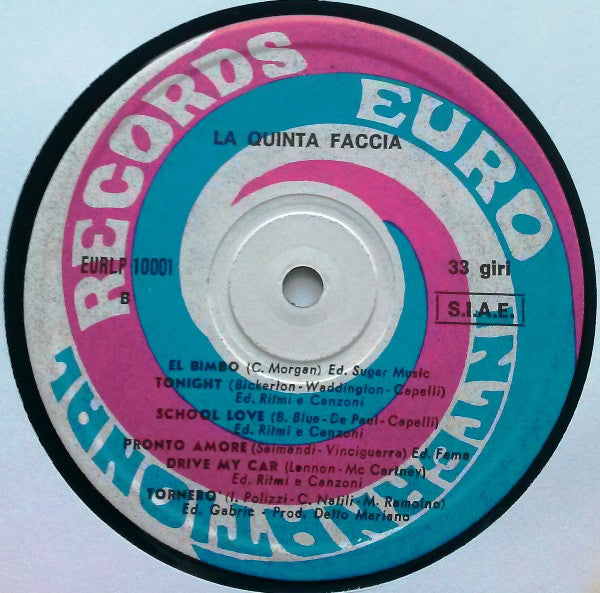 EURO INTERNATIONAL RECORDS
LA QUINTA FACCIA
EURLP 10001
B
33 giri
S.I.A.E.
EL BIMBO (C. Morgan) Ed. Sugar Music
TONIGHT (Bickerton - Waddington - Capelli)
Ed. Ritmi e Canzoni
SCHOOL LOVE (B. Blue - De Paul - Capelli)
Ed. Ritmi e Canzoni
PRONTO AMORE (Seimandi - Vinciguerra) Ed. Fama
DRIVE MY CAR (Lennon - Mc Cartney)
Ed. Ritmi e Canzoni
TORNERO' (I. Polizzi - C. Natili - M. Ramoino)
Ed. Gabric - Prod. Detto Mariano